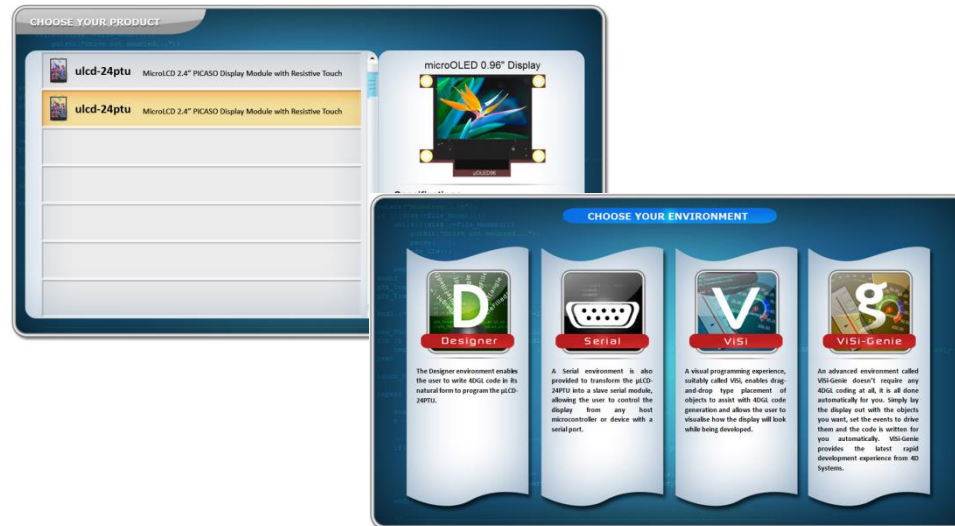 CHOOSE YOUR PRODUCT
ulcd-24ptu MicroLCD 2.4" PICASO Display Module with Resistive Touch
ulcd-24ptu MicroLCD 2.4" PICASO Display Module with Resistive Touch
microOLED 0.96" Display
µOLED96
CHOOSE YOUR ENVIRONMENT
D
Designer
The Designer environment enables
the user to write 4DGL code in its
natural form to program the µLCD-
24PTU.
Serial
A Serial environment is also
provided to transform the µLCD-
24PTU into a slave serial module,
allowing the user to control the
display from any host
microcontroller or device with a
serial port.
V
ViSi
A visual programming experience,
suitably called ViSi, enables drag-
and-drop type placement of
objects to assist with 4DGL code
generation and allows the user to
visualise how the display will look
while being developed.
g
ViSi-Genie
An advanced environment called
ViSi-Genie doesn't require any
4DGL coding at all, it is all done
automatically for you. Simply lay
the display out with the objects
you want, set the events to drive
them and the code is written for
you automatically. ViSi-Genie
provides the latest rapid
development experience from 4D
Systems.